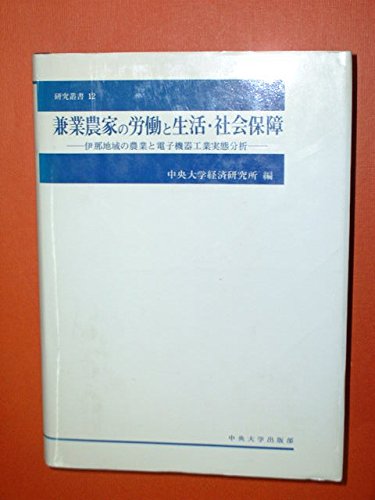 研究叢書 12
兼業農家の労働と生活・社会保障
──伊那地域の農業と電子機器工業実態分析──
中央大学経済研究所 編
中央大学出版部